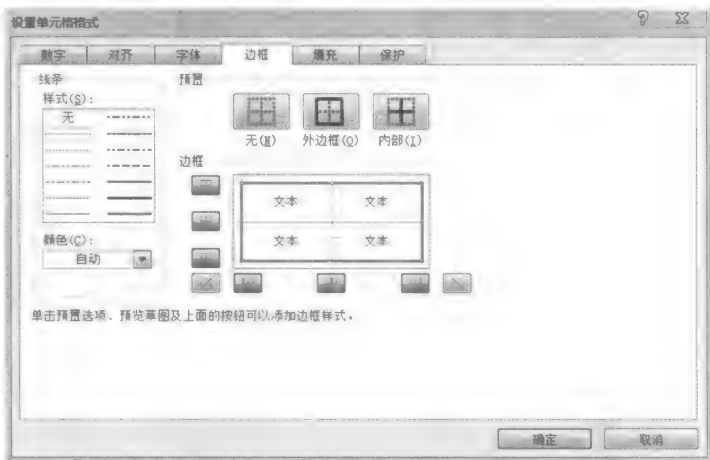 设置单元格格式
数字 对齐 字体 边框 填充 保护
线条
样式(S):
无
颜色(C):
自动
预置
无(N) 外边框(O) 内部(I)
边框
文本 文本
文本 文本
单击预置选项、预览草图及上面的按钮可以添加边框样式。
确定 取消